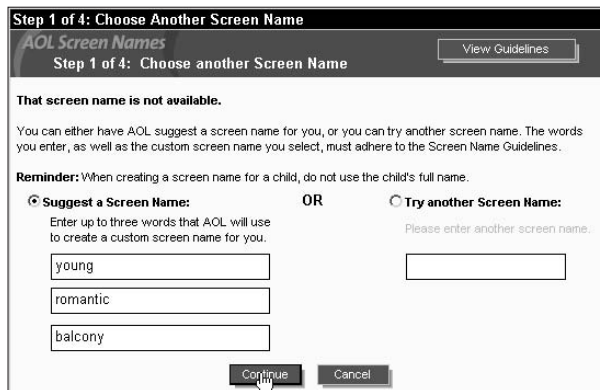 Step 1 of 4: Choose Another Screen Name
AOL Screen Names
View Guidelines
Step 1 of 4: Choose another Screen Name
That screen name is not available.
You can either have AOL suggest a screen name for you, or you can try another screen name. The words
you enter, as well as the custom screen name you select, must adhere to the Screen Name Guidelines.
Reminder: When creating a screen name for a child, do not use the child's full name.
Suggest a Screen Name:
Enter up to three words that AOL will use
to create a custom screen name for you.
young
romantic
balcony
OR
Try another Screen Name:
Please enter another screen name.
Continue
Cancel